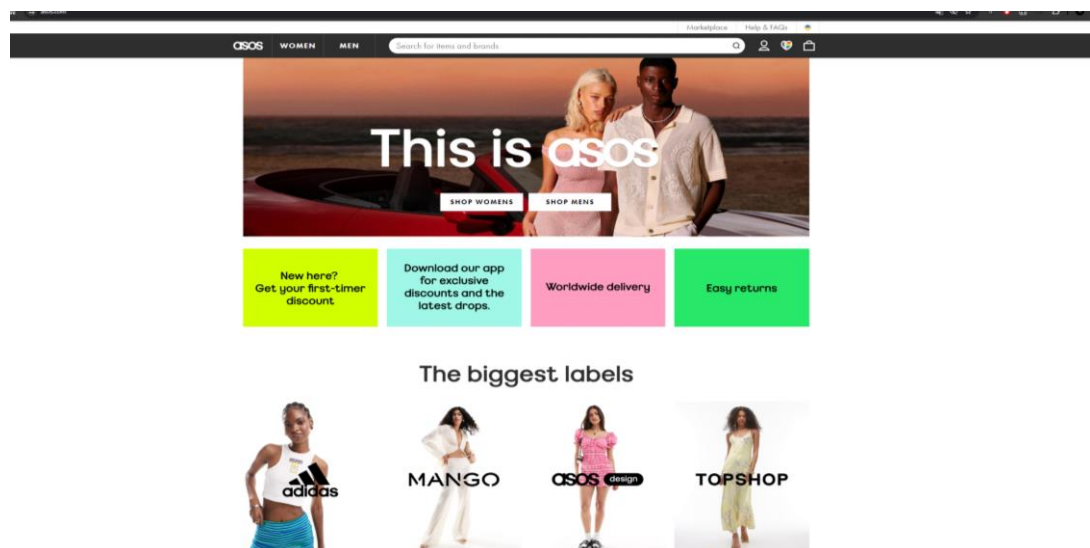 Marketplace Help & FAQs
asos WOMEN MEN Search for items and brands
This is asos
SHOP WOMENS SHOP MENS
New here?
Get your first-timer
discount
Download our app
for exclusive
discounts and the
latest drops.
Worldwide delivery
Easy returns
The biggest labels
adidas
MANGO
asos design
TOPSHOP